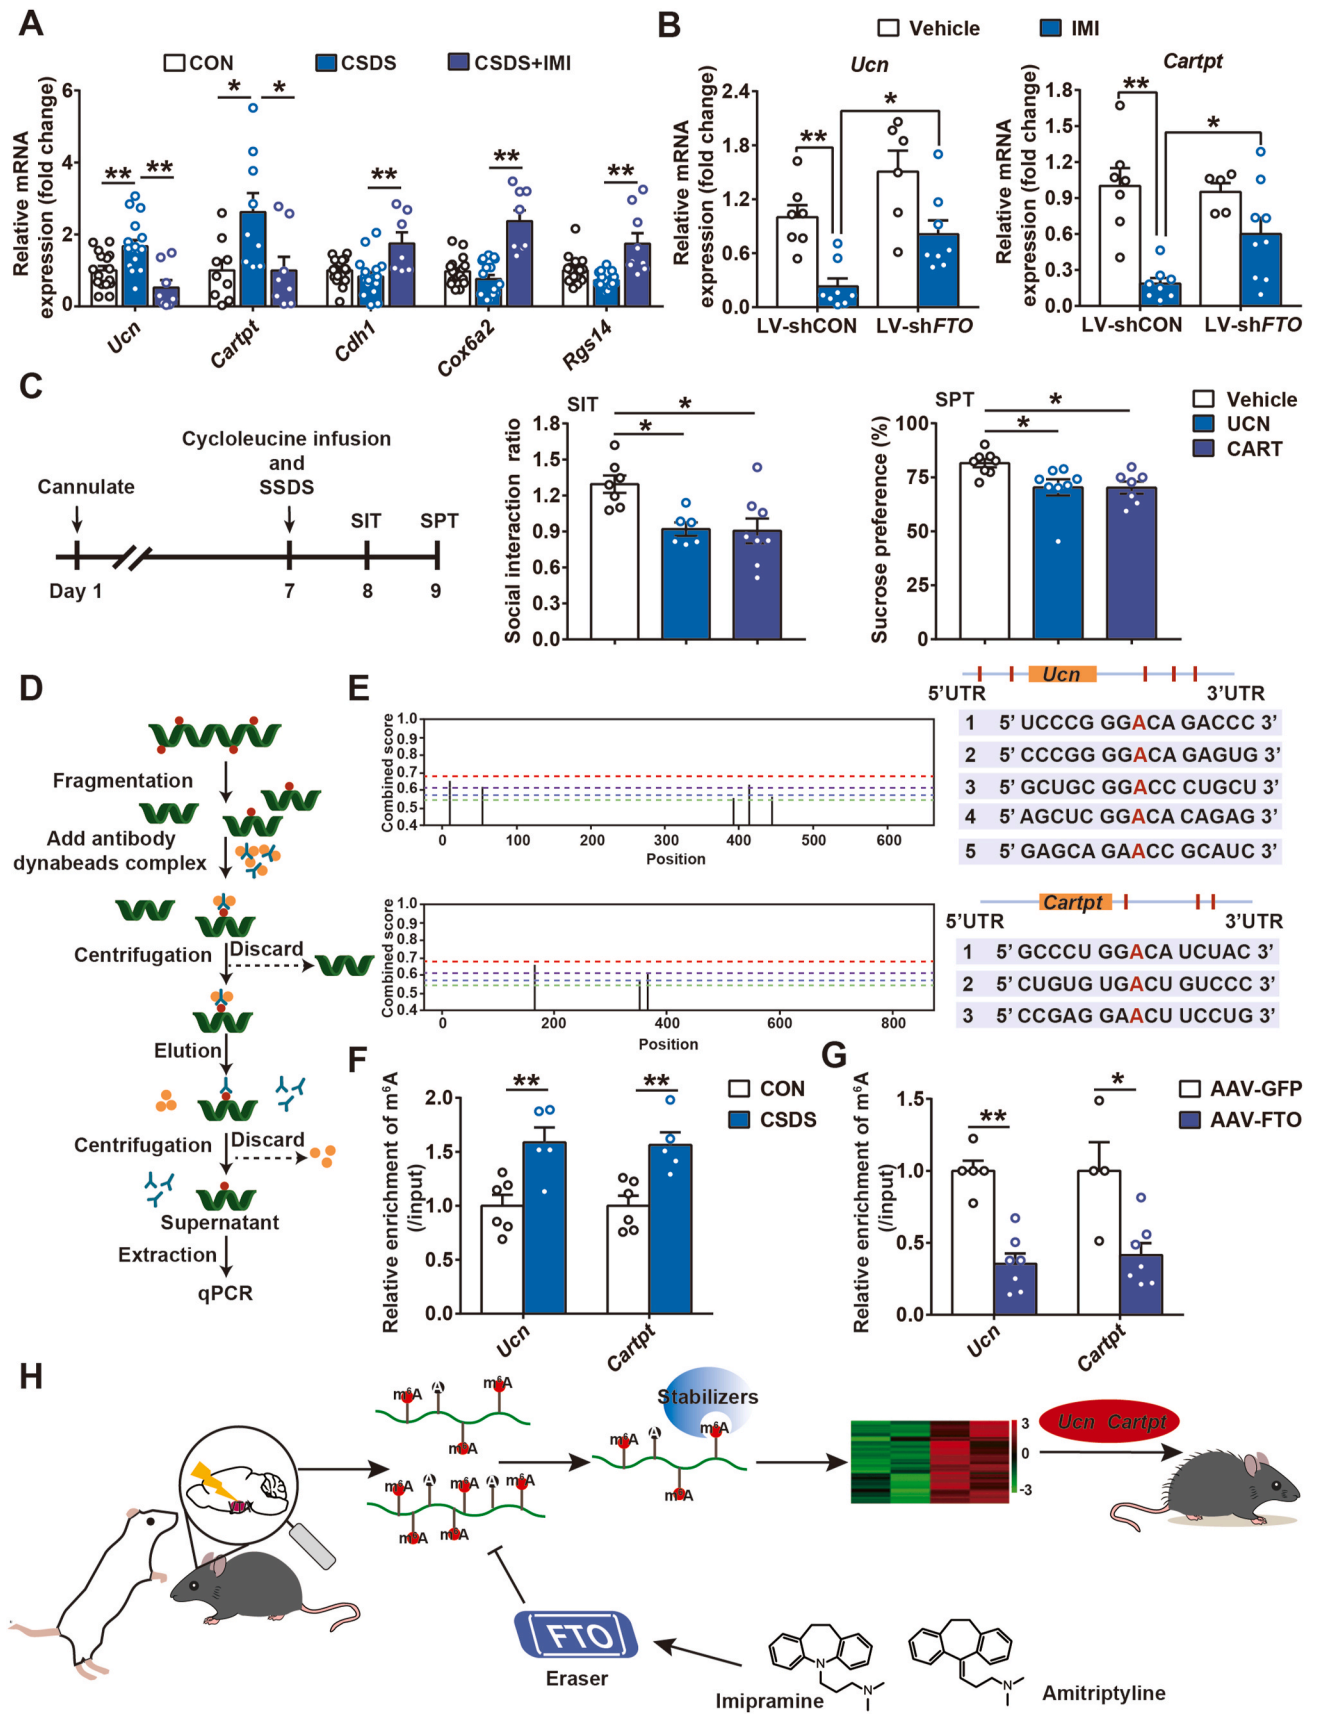 A
CON
CSDS
CSDS+IMI
Relative mRNA
expression (fold change)
6
4
2
0
*
*
**
**
**
**
**
Ucn
Cartpt
Cdh1
Cox6a2
Rgs14
B
Vehicle
IMI
Ucn
Relative mRNA
expression (fold change)
2.4
1.8
1.2
0.6
0.0
**
*
LV-shCON
LV-shFTO
Cartpt
Relative mRNA
expression (fold change)
1.8
1.5
1.2
0.9
0.6
0.3
0.0
**
*
LV-shCON
LV-shFTO
C
Cycloleucine infusion
and
SSDS
Cannulate
SIT
SPT
Day 1
7
8
9
SIT
Social interaction ratio
1.8
1.5
1.2
0.9
0.6
0.3
0.0
*
*
SPT
Sucrose preference (%)
100
75
50
25
0
*
*
Vehicle
UCN
CART
D
Fragmentation
Add antibody
dynabeads complex
Centrifugation
Discard
Elution
Centrifugation
Discard
Supernatant
Extraction
qPCR
E
Combined score
1.0
0.9
0.8
0.7
0.6
0.5
0.4
0
100
200
300
400
500
600
Position
Ucn
5'UTR
3'UTR
1 5' UCCCG GGACA GACCC 3'
2 5' CCCGG GGACA GAGUG 3'
3 5' GCUGC GGACC CUGCU 3'
4 5' AGCUC GGACA CAGAG 3'
5 5' GAGCA GAACC GCAUC 3'
Combined score
1.0
0.9
0.8
0.7
0.6
0.5
0.4
0
200
400
600
800
Position
Cartpt
5'UTR
3'UTR
1 5' GCCCU GGACA UCUAC 3'
2 5' CUGUG UGACU GUCCC 3'
3 5' CCGAG GAACU UCCUG 3'
F
Relative enrichment of m⁶A
(/input)
2.0
1.5
1.0
0.5
0.0
**
**
CON
CSDS
Ucn
Cartpt
G
Relative enrichment of m⁶A
(/input)
1.5
1.0
0.5
0.0
**
*
AAV-GFP
AAV-FTO
Ucn
Cartpt
H
m⁶A
A
m⁶A
m⁶A
m⁶A
A
m⁶A
A
m⁶A
m⁶A
m⁶A
Stabilizers
m⁶A
A
m⁶A
m⁶A
3
0
-3
Ucn Cartpt
FTO
Eraser
N
N
Imipramine
N
Amitriptyline